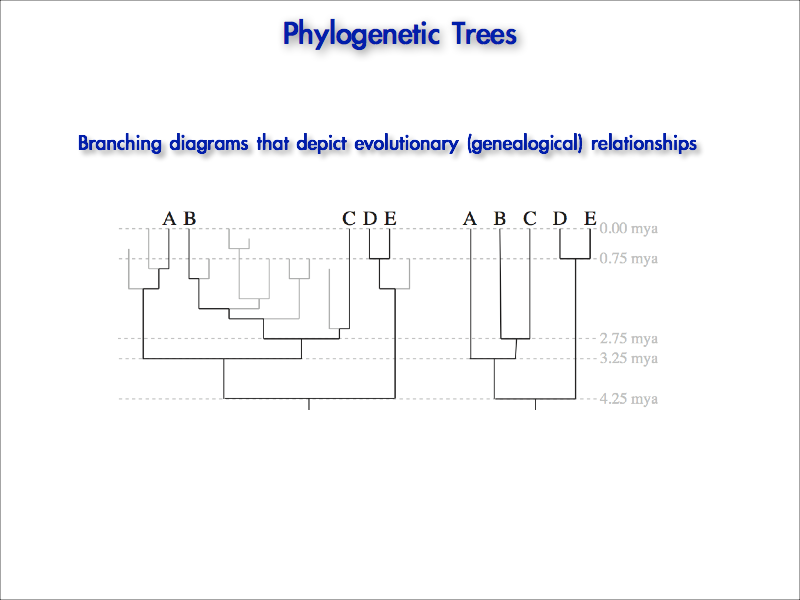 Phylogenetic Trees
Branching diagrams that depict evolutionary (genealogical) relationships
A B C D E A B C D E
0.00 mya
0.75 mya
2.75 mya
3.25 mya
4.25 mya